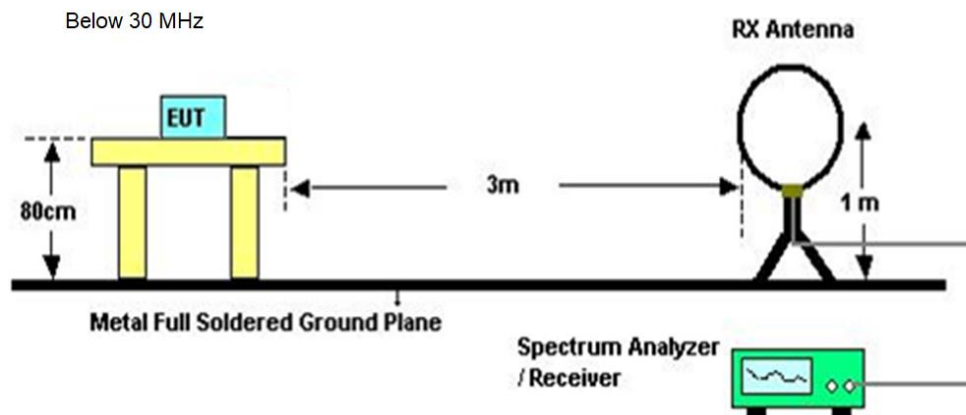 Below 30 MHz
RX Antenna
EUT
80cm
3m
1 m
Metal Full Soldered Ground Plane
Spectrum Analyzer
/ Receiver